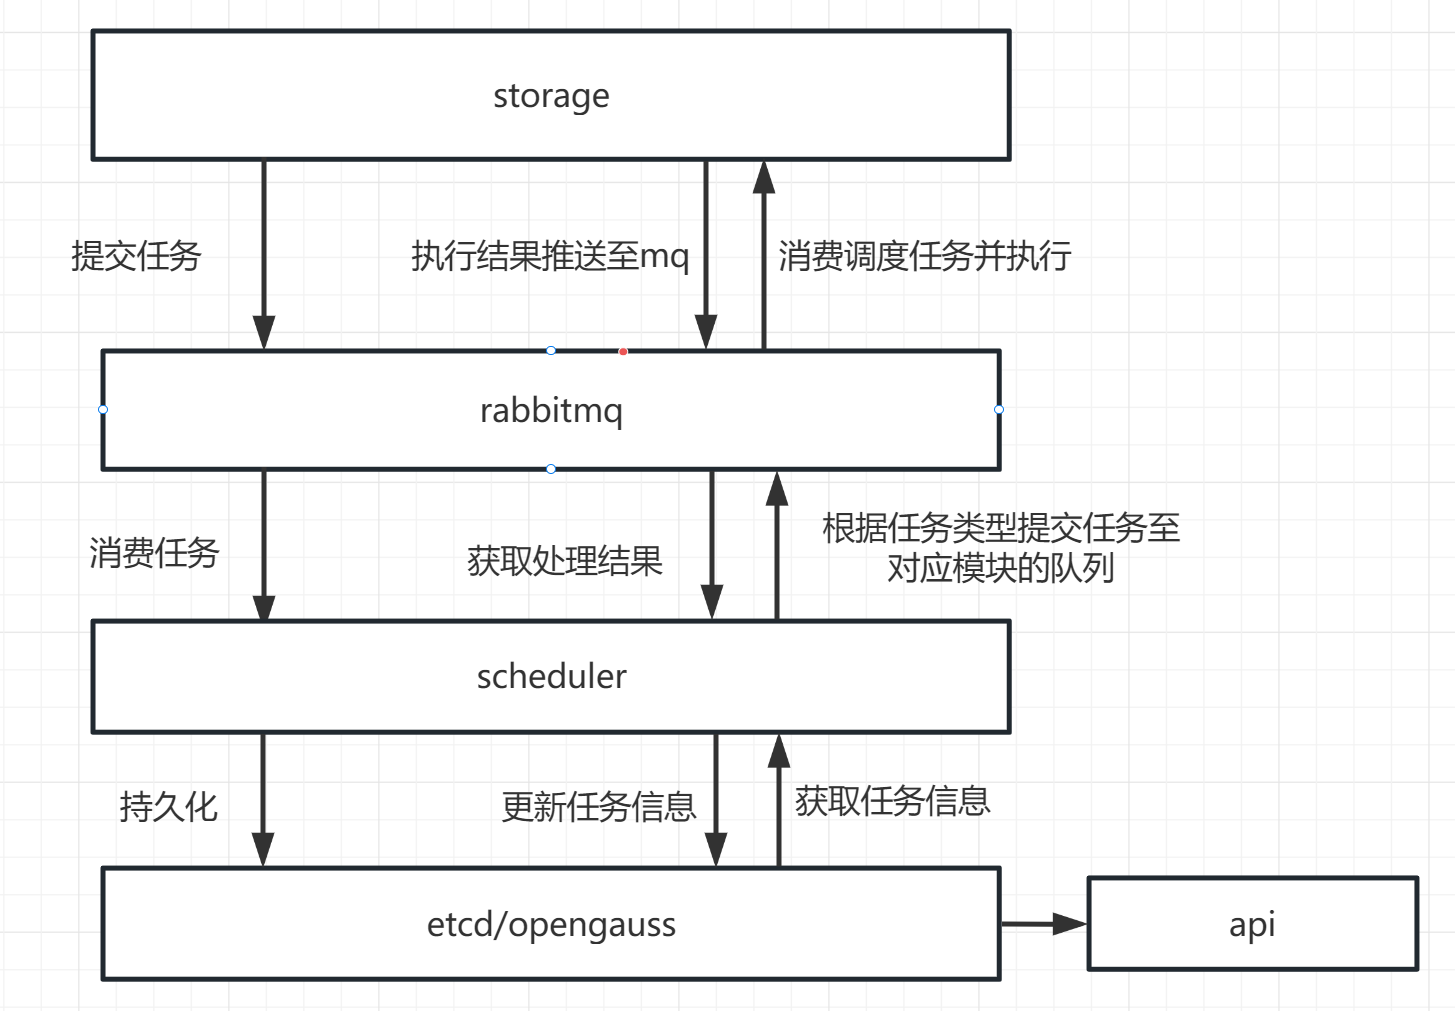 storage
提交任务
执行结果推送至mq
消费调度任务并执行
rabbitmq
消费任务
获取处理结果
根据任务类型提交任务至
对应模块的队列
scheduler
持久化
更新任务信息
获取任务信息
etcd/opengauss
api